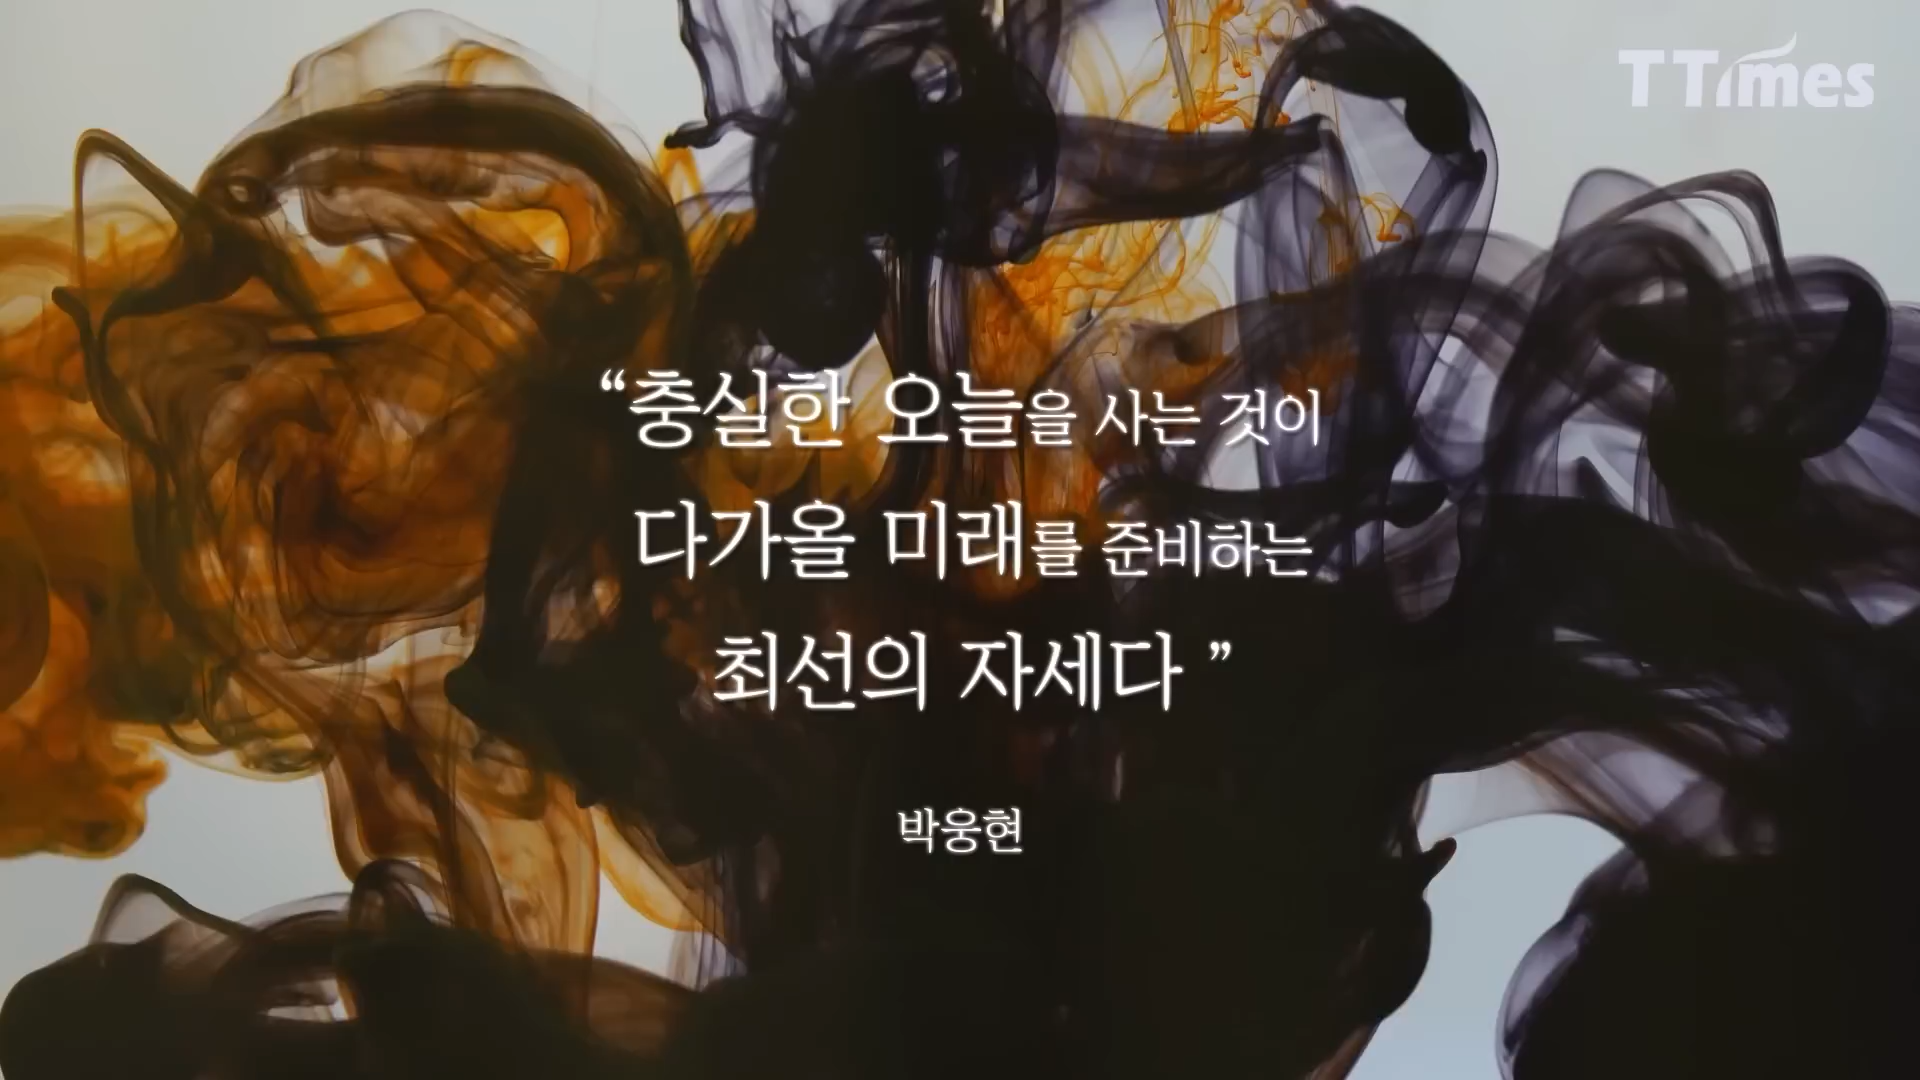 TTimes
“충실한 오늘을 사는 것이
다가올 미래를 준비하는
최선의 자세다 ”
박웅현